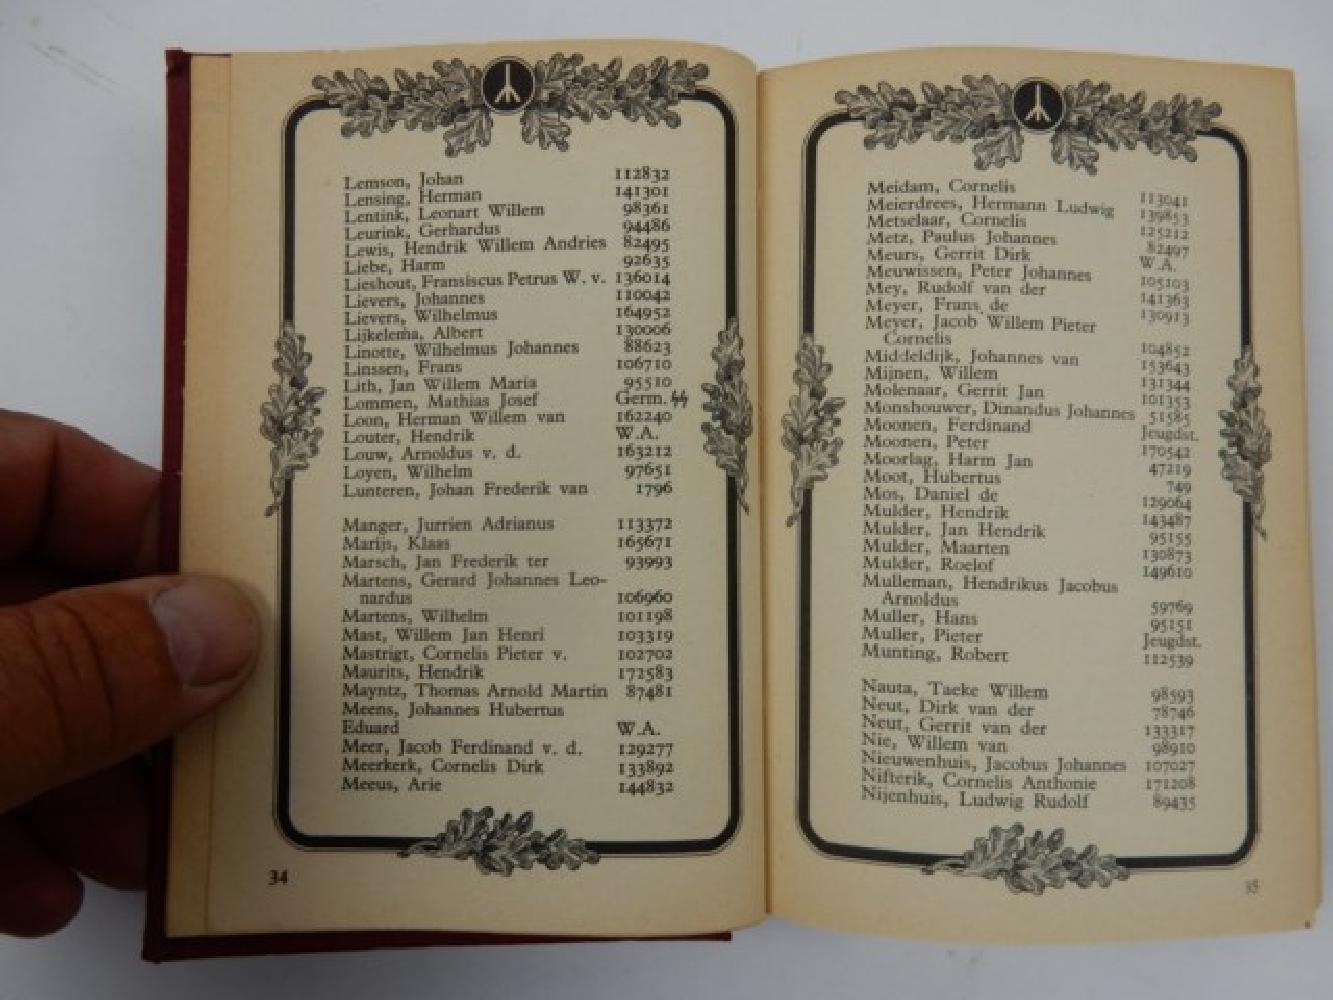 Lemson, Johan 112832
Lensing, Herman 141301
Lentink, Leonart Willem 98361
Leurink, Gerhardus 94486
Lewis, Hendrik Willem Andries 82495
Liebe, Harm 92635
Lieshout, Fransiscus Petrus W. v. 136014
Lievers, Johannes 110042
Lievers, Wilhelmus 164952
Lijkelema, Albert 130006
Linotte, Wilhelmus Johannes 88623
Linssen, Frans 106710
Lith, Jan Willem Maria 95510
Lommen, Mathias Josef Germ. ᛋᛋ
Loon, Herman Willem van 162240
Louter, Hendrik W.A.
Louw, Arnoldus v. d. 163212
Loyen, Wilhelm 97651
Lunteren, Johan Frederik van 1796
Manger, Jurrien Adrianus 113372
Marijs, Klaas 165671
Marsch, Jan Frederik ter 93993
Martens, Gerard Johannes Leo-
nardus 106960
Martens, Wilhelm 101198
Mast, Willem Jan Henri 103319
Mastrigt, Cornelis Pieter v. 102702
Maurits, Hendrik 172583
Mayntz, Thomas Arnold Martin 87481
Meens, Johannes Hubertus
Eduard W.A.
Meer, Jacob Ferdinand v. d. 129277
Meerkerk, Cornelis Dirk 133892
Meeus, Arie 144832
34
Meidam, Cornelis 113041
Meierdrees, Hermann Ludwig 139853
Metselaar, Cornelis 125212
Metz, Paulus Johannes 82497
Meurs, Gerrit Dirk W.A.
Meuwissen, Peter Johannes 105103
Mey, Rudolf van der 141363
Meyer, Frans de 130913
Meyer, Jacob Willem Pieter
Cornelis 104852
Middeldijk, Johannes van 153643
Mijnen, Willem 131344
Molenaar, Gerrit Jan 101353
Monshouwer, Dinandus Johannes 51585
Moonen, Ferdinand Jeugdst.
Moonen, Peter 170542
Moorlag, Harm Jan 47219
Moot, Hubertus 749
Mos, Daniel de 129064
Mulder, Hendrik 143487
Mulder, Jan Hendrik 95155
Mulder, Maarten 130873
Mulder, Roelof 149610
Mulleman, Hendrikus Jacobus
Arnoldus 59769
Muller, Hans 95151
Muller, Pieter Jeugdst.
Munting, Robert 112539
Nauta, Taeke Willem 98593
Neut, Dirk van der 78746
Neut, Gerrit van der 133317
Nie, Willem van 98910
Nieuwenhuis, Jacobus Johannes 107027
Nifterik, Cornelis Anthonie 171208
Nijenhuis, Ludwig Rudolf 89435
35